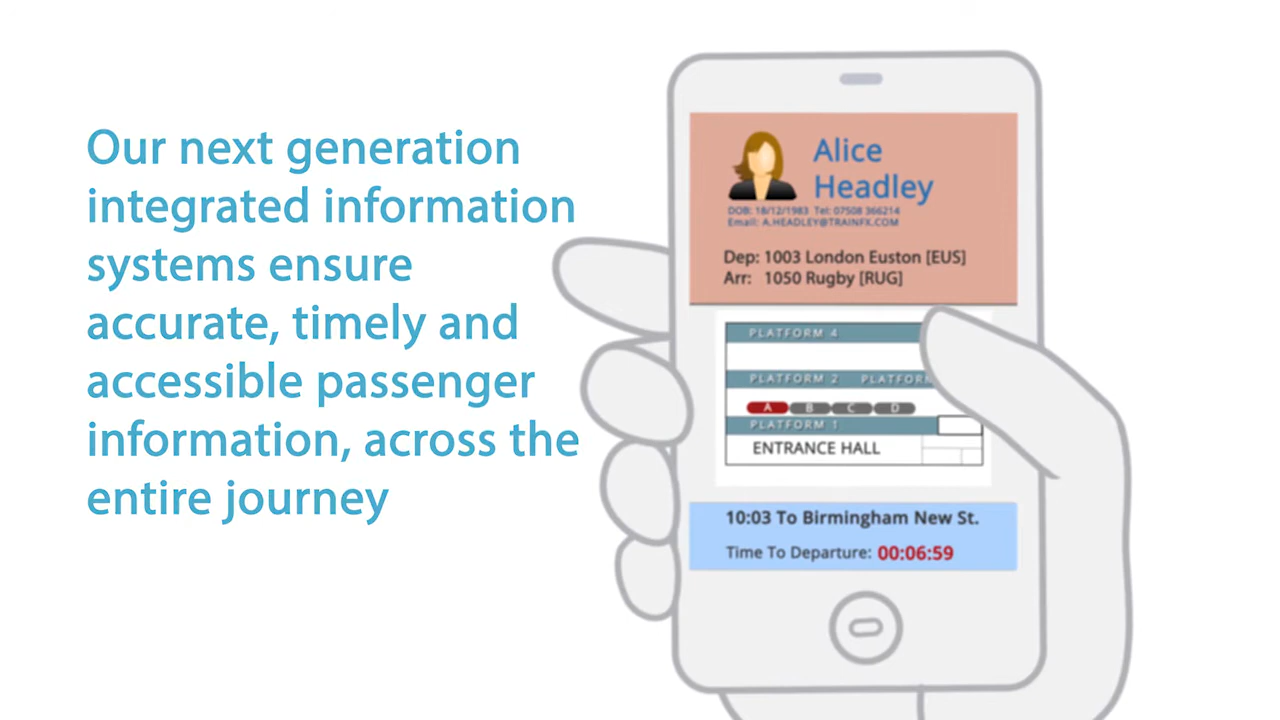 Our next generation
integrated information
systems ensure
accurate, timely and
accessible passenger
information, across the
entire journey
Alice
Headley
DOB: 18/12/1983 Tel: 07508 366214
Email: A.HEADLEY@TRAINFX.COM
Dep: 1003 London Euston [EUS]
Arr: 1050 Rugby [RUG]
PLATFORM 4
PLATFORM 2 PLATFORM
A B C D
PLATFORM 1
ENTRANCE HALL
10:03 To Birmingham New St.
Time To Departure: 00:06:59